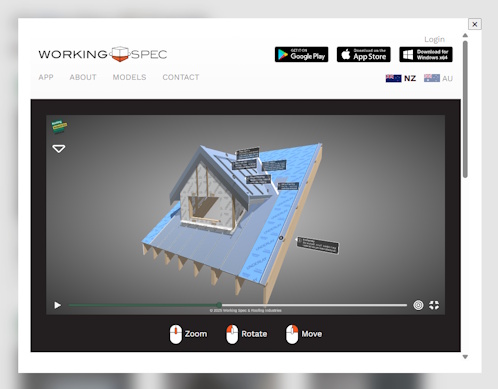 Login
WORKING SPEC
GET IT ON
Google Play
Download on the
App Store
Download for
Windows x64
APP ABOUT MODELS CONTACT
NZ AU
© 2025 Working Spec & Roofing Industries
Zoom Rotate Move